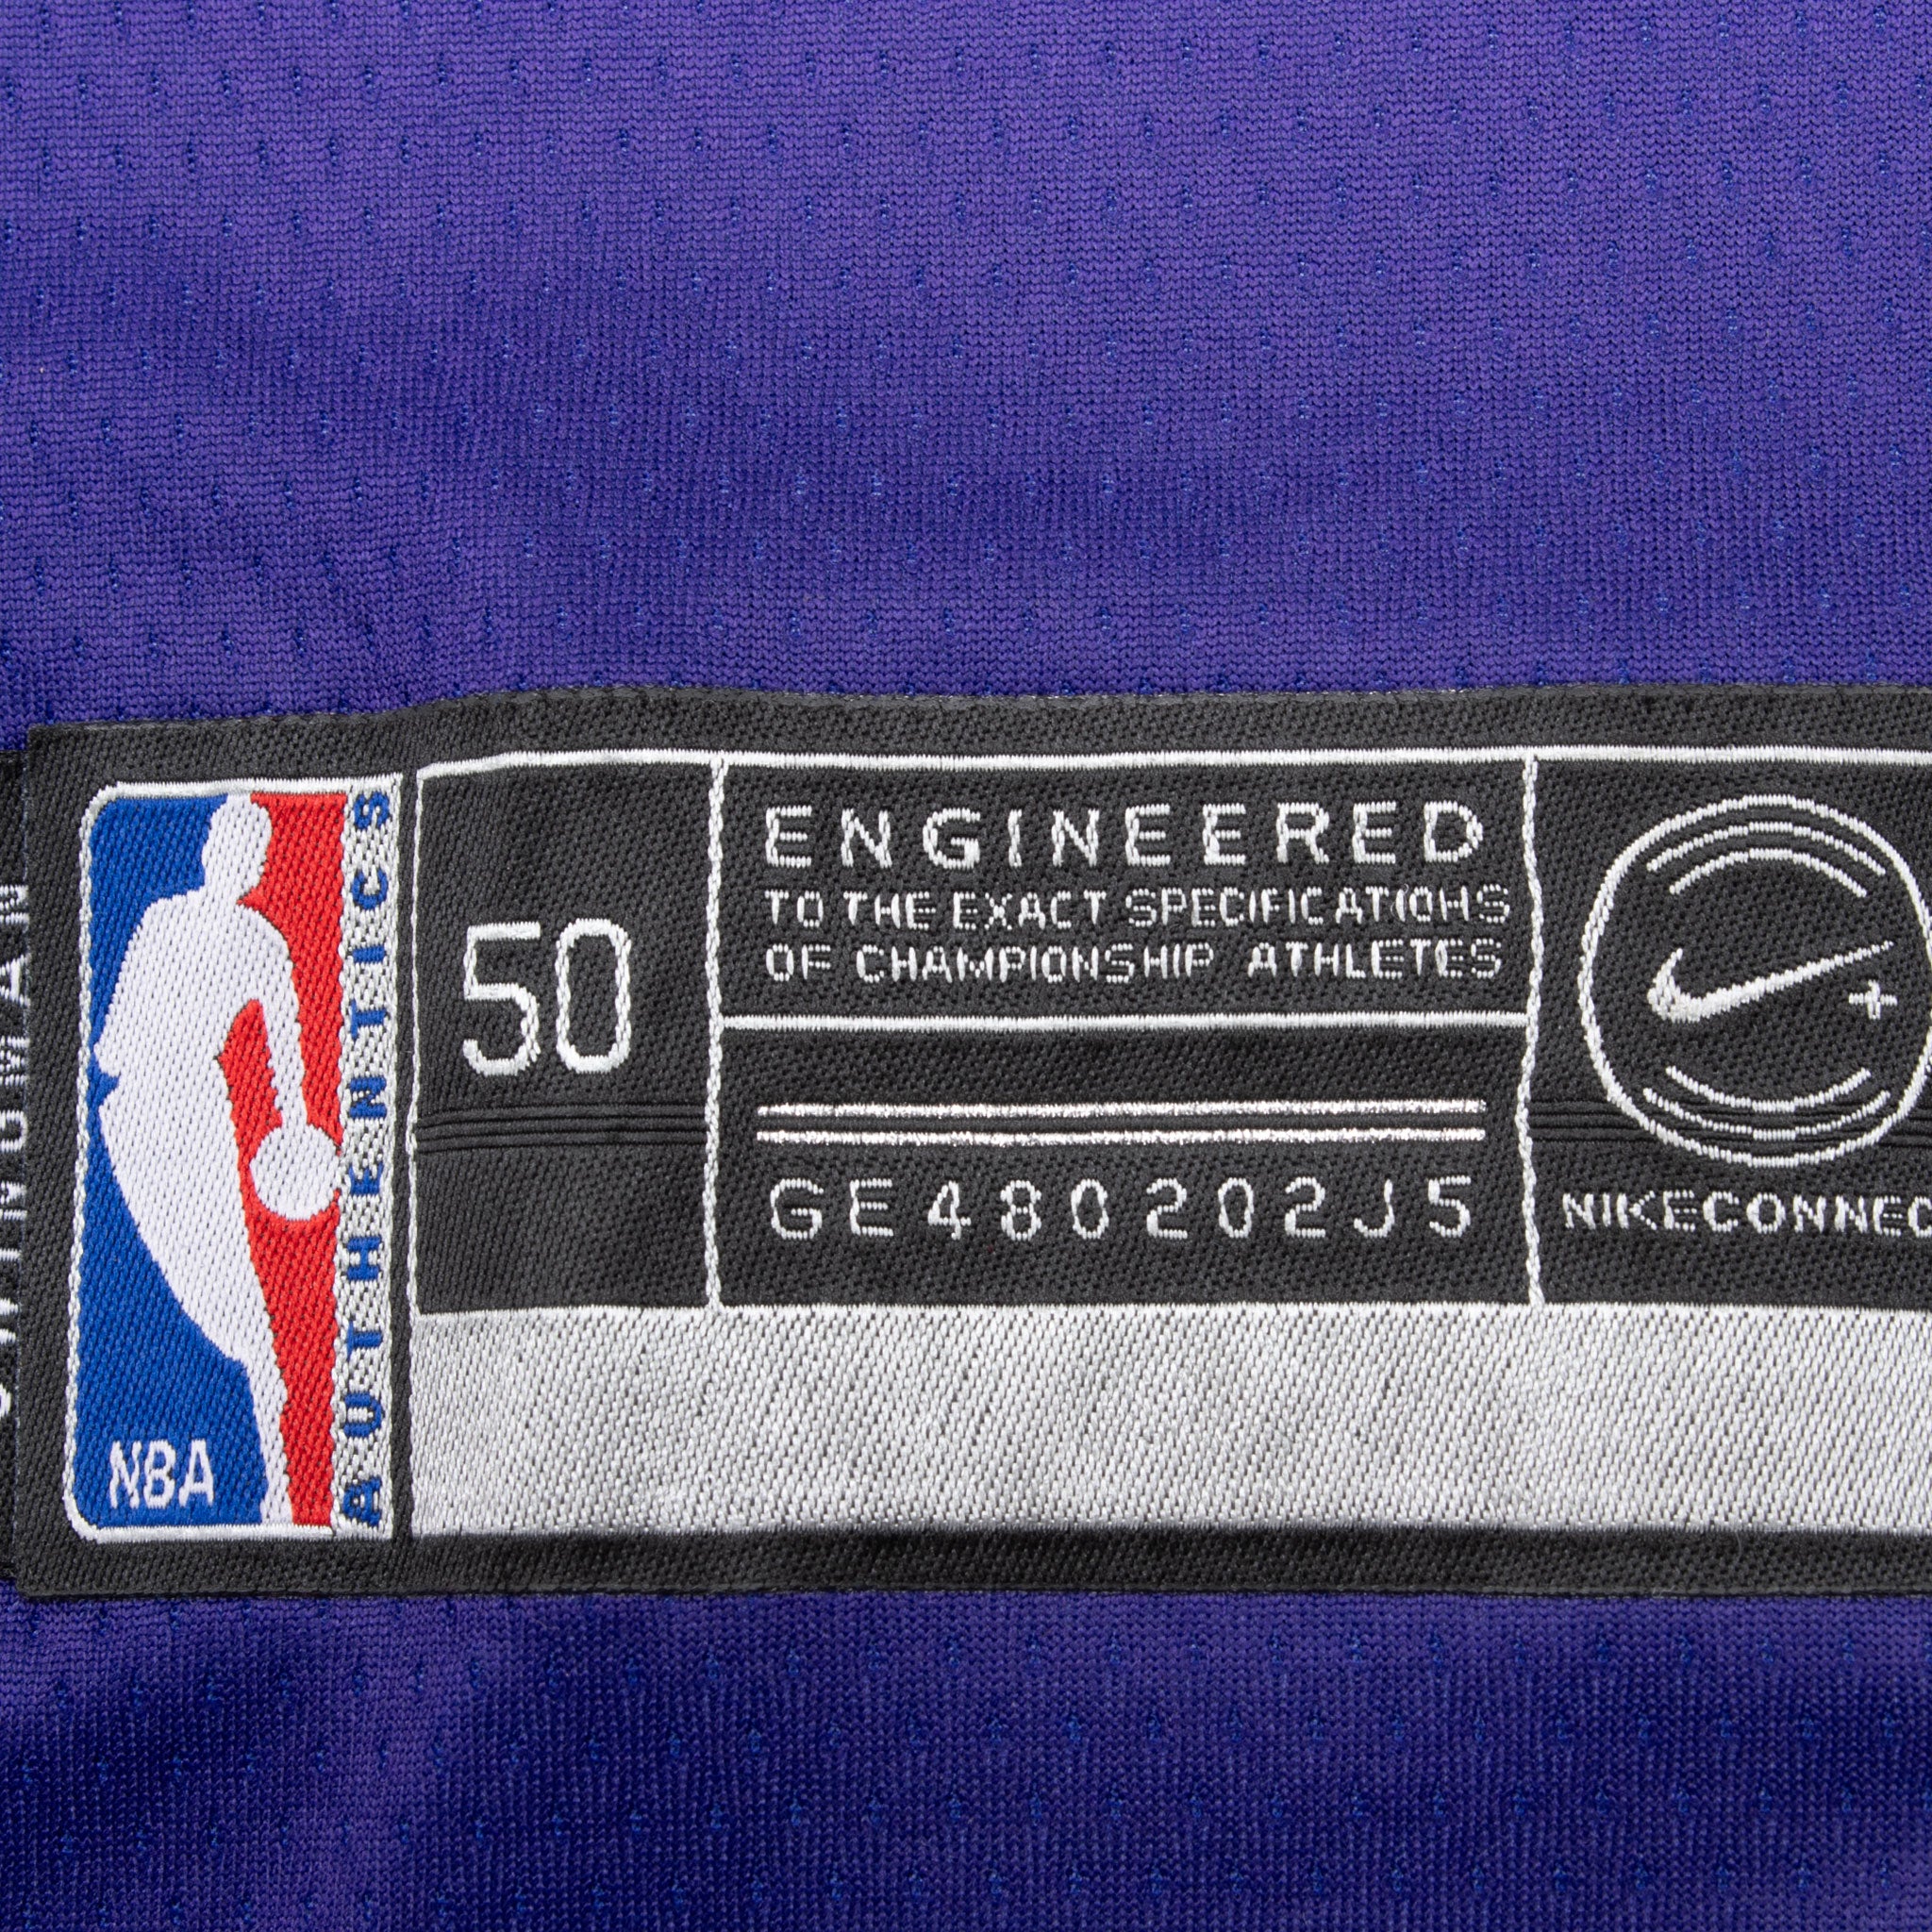 NBA
AUTHENTICS
50
ENGINEERED
TO THE EXACT SPECIFICATIONS
OF CHAMPIONSHIP ATHLETES
GE480202J5
NIKECONNEC